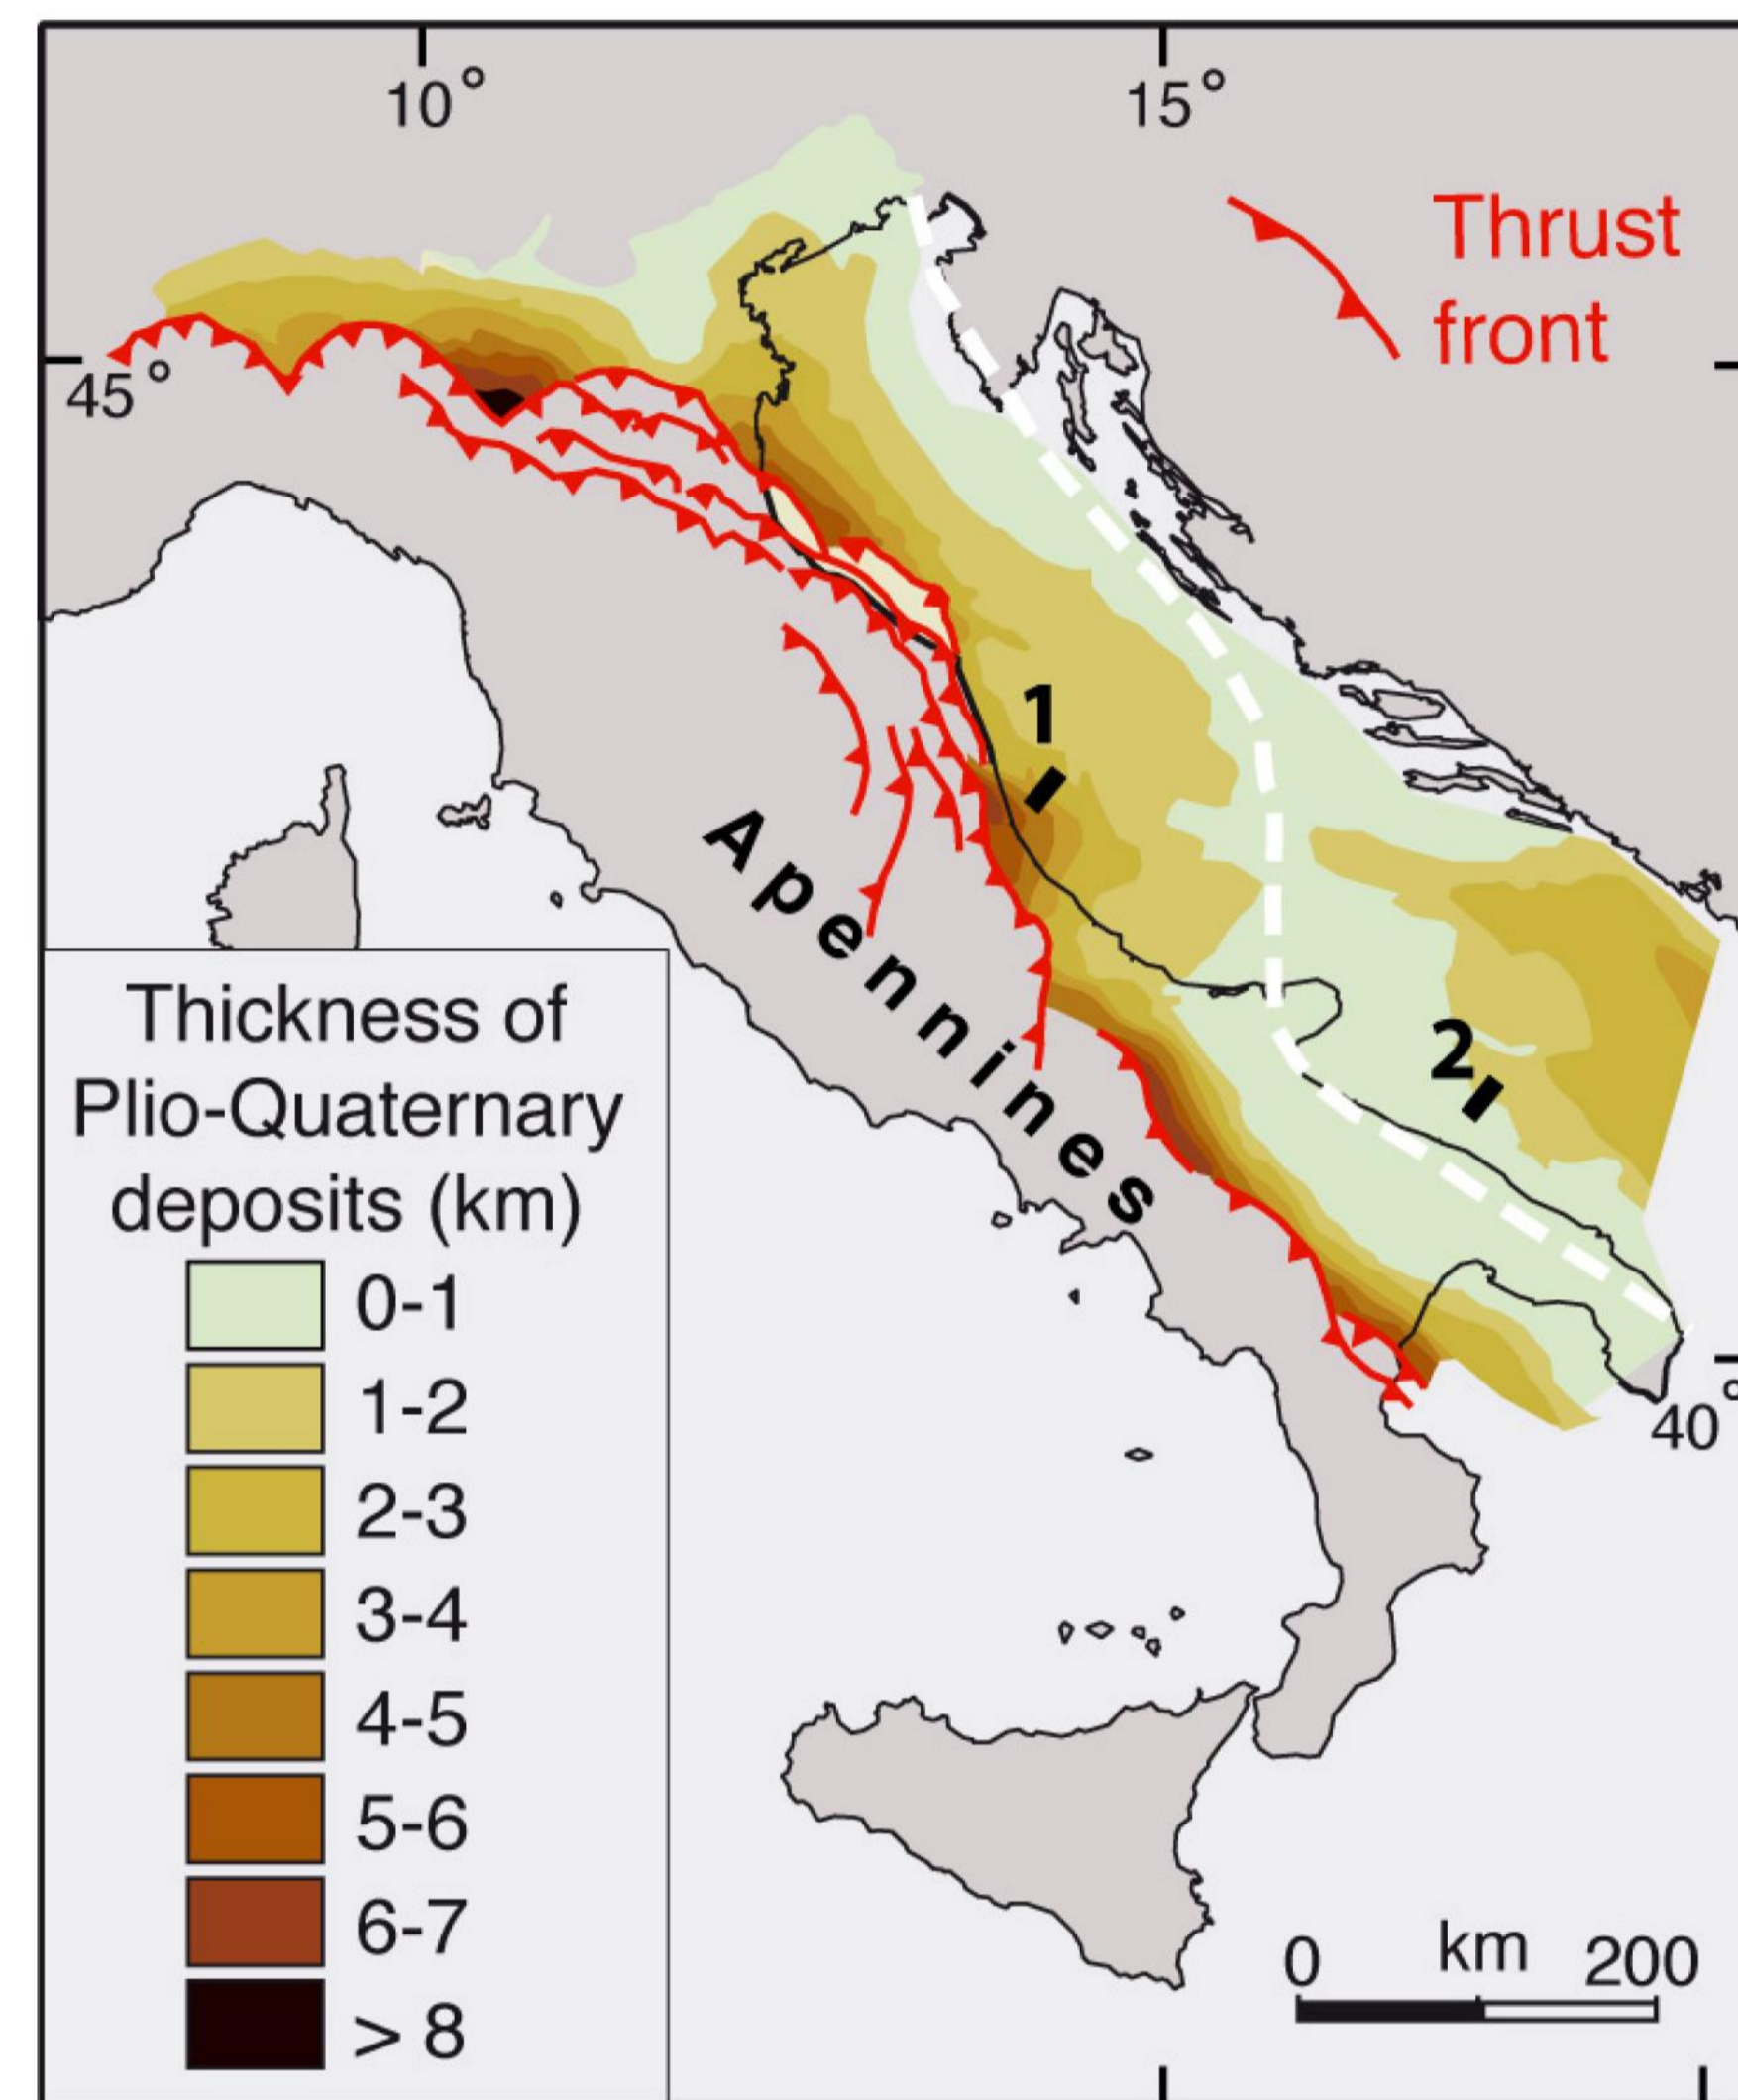 10°
15°
Thrust
front
45°
1
Apennines
2
Thickness of
Plio-Quaternary
deposits (km)
0-1
1-2
2-3
3-4
4-5
5-6
6-7
> 8
40°
0 km 200